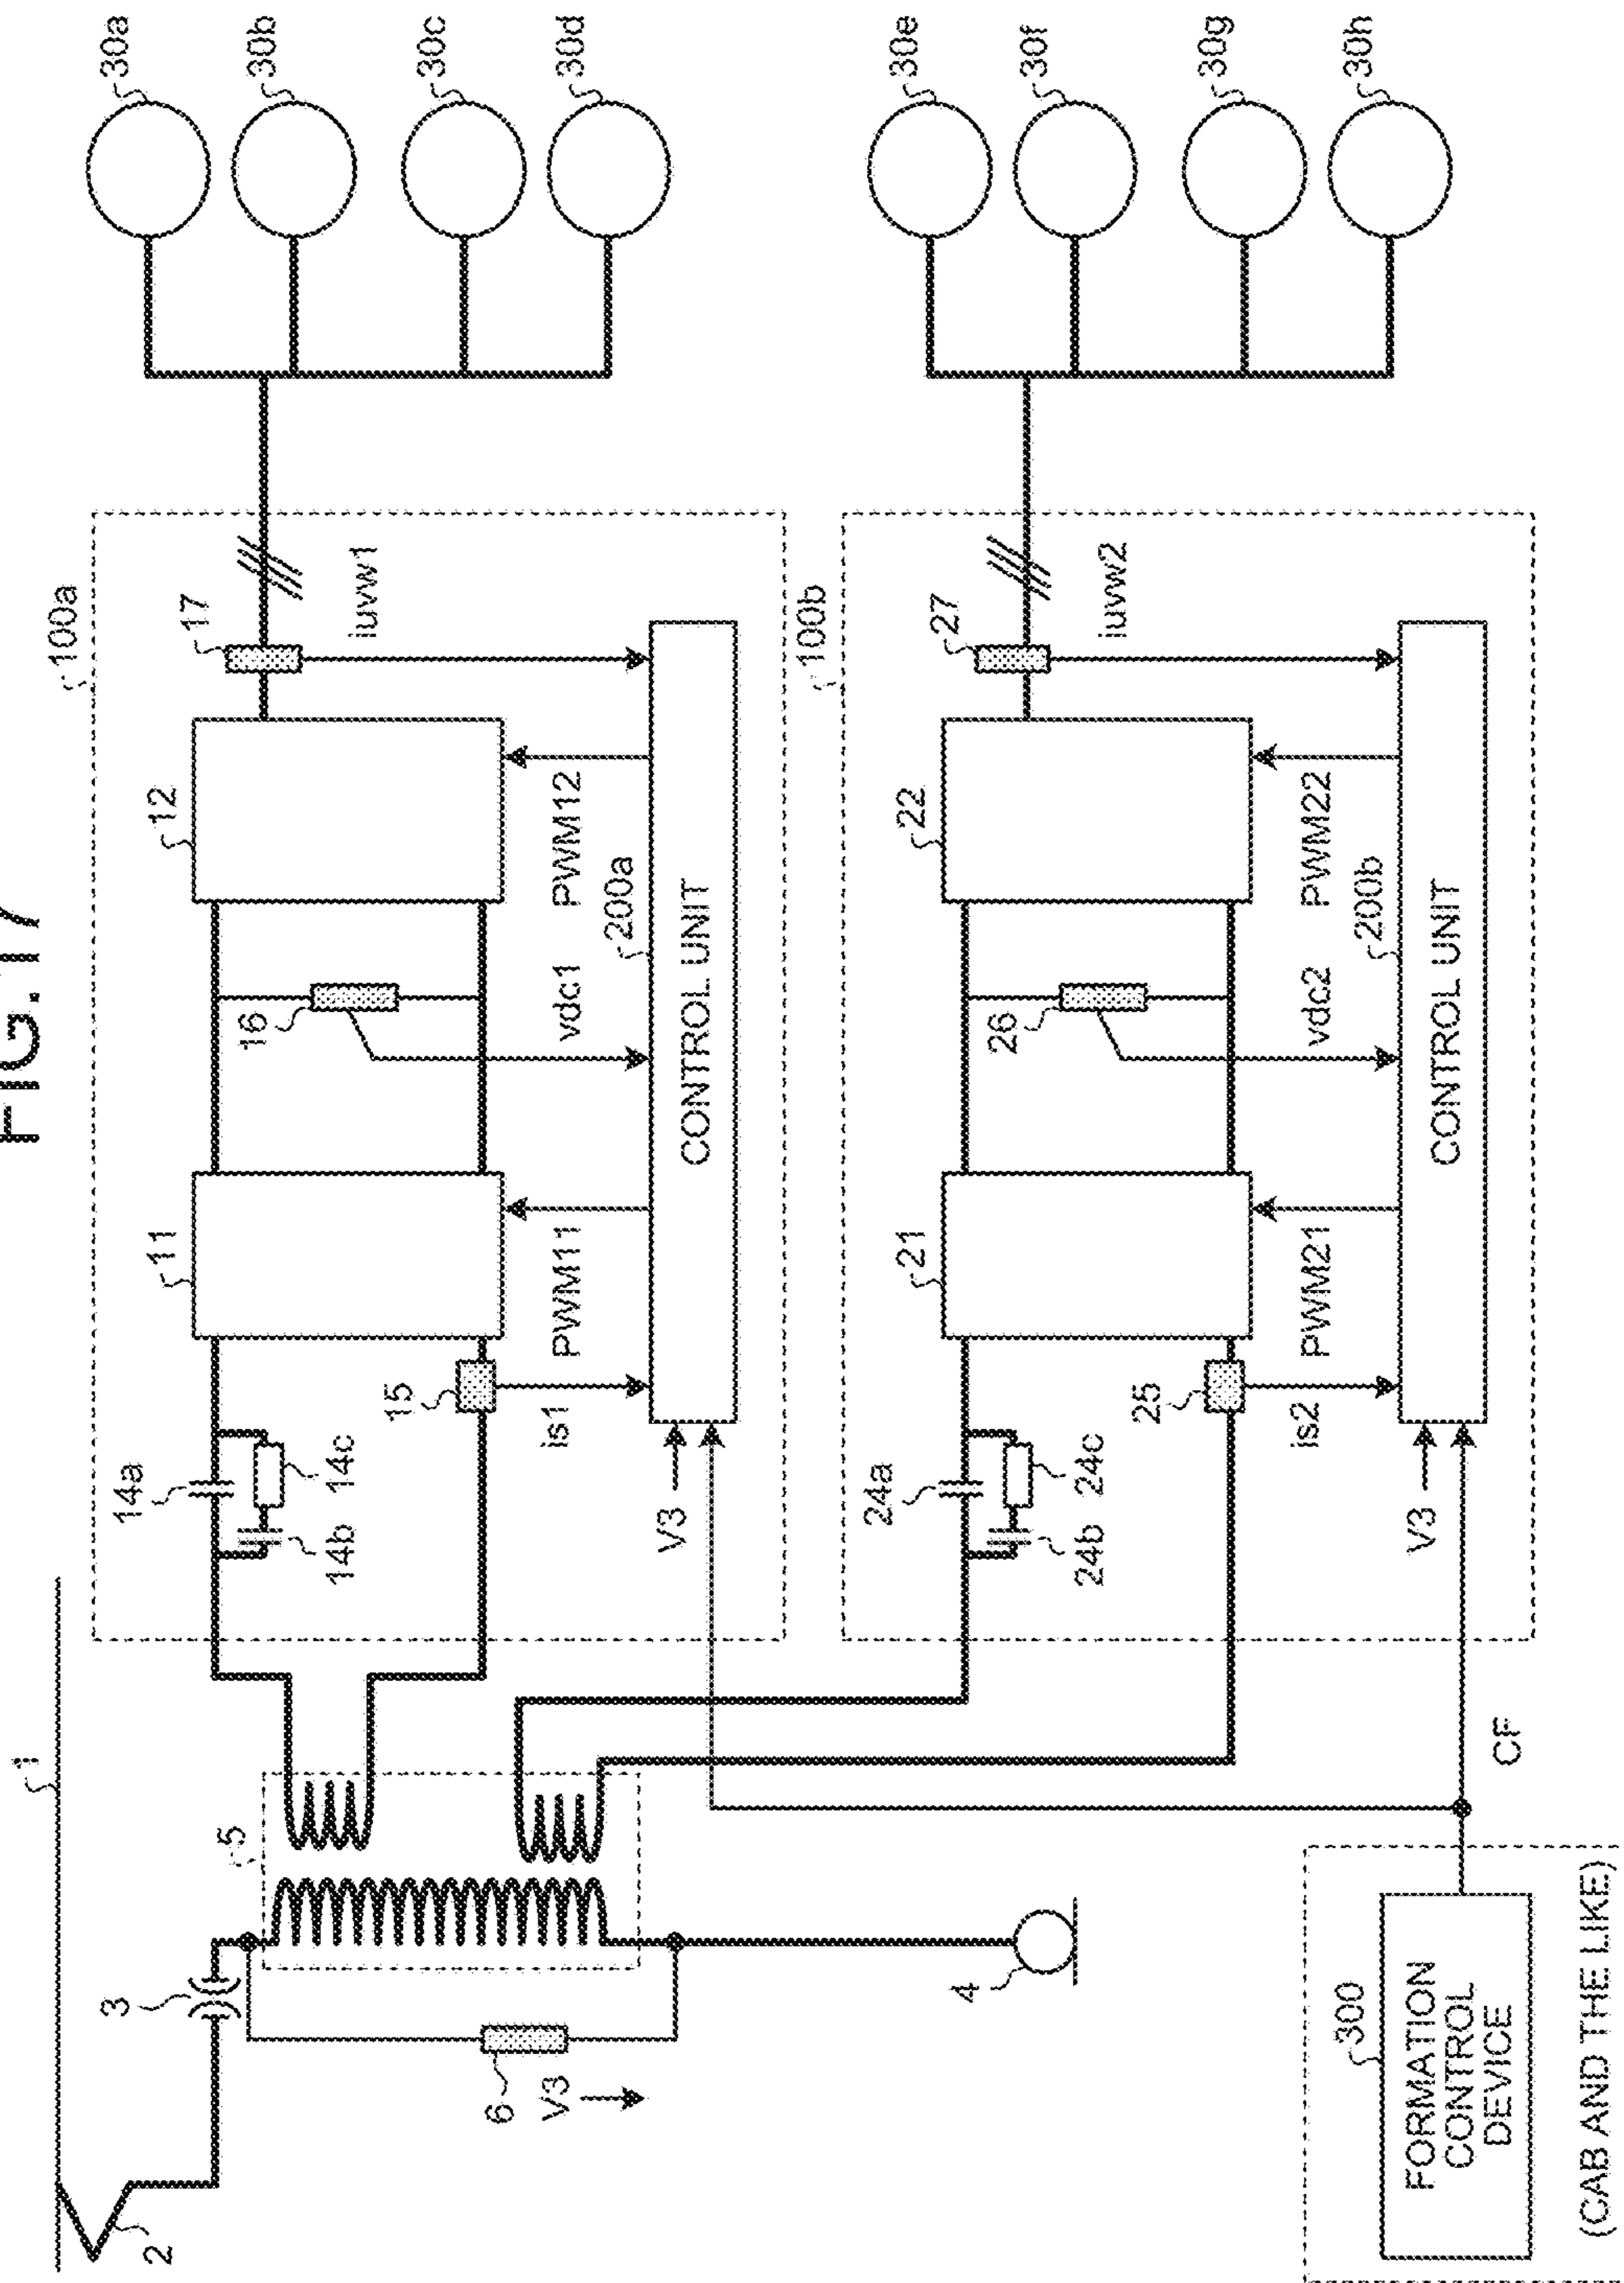 FIG.17
1
2
3
4
5
6
V3
100a
14a
14b
14c
15
is1
11
PWM11
16
vdc1
12
PWM12
200a
17
iuvw1
CONTROL UNIT
V3
30a
30b
30c
30d
100b
24a
24b
24c
25
is2
21
PWM21
26
vdc2
22
PWM22
200b
27
iuvw2
CONTROL UNIT
V3
30e
30f
30g
30h
CF
300
FORMATION
CONTROL
DEVICE
(CAB AND THE LIKE)